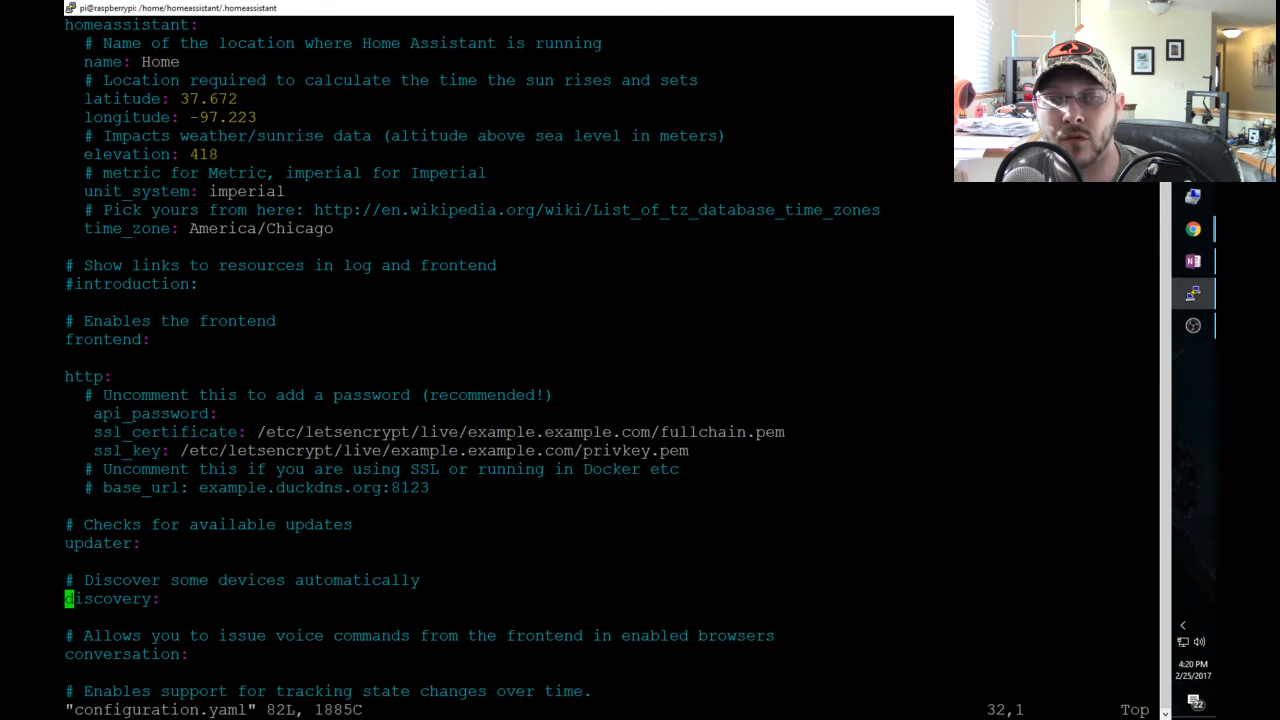 pi@raspberrypi: /home/homeassistant/.homeassistant
homeassistant:
# Name of the location where Home Assistant is running
name: Home
# Location required to calculate the time the sun rises and sets
latitude: 37.672
longitude: -97.223
# Impacts weather/sunrise data (altitude above sea level in meters)
elevation: 418
# metric for Metric, imperial for Imperial
unit_system: imperial
# Pick yours from here: http://en.wikipedia.org/wiki/List_of_tz_database_time_zones
time_zone: America/Chicago
# Show links to resources in log and frontend
#introduction:
# Enables the frontend
frontend:
http:
# Uncomment this to add a password (recommended!)
api_password:
ssl_certificate: /etc/letsencrypt/live/example.example.com/fullchain.pem
ssl_key: /etc/letsencrypt/live/example.example.com/privkey.pem
# Uncomment this if you are using SSL or running in Docker etc
# base_url: example.duckdns.org:8123
# Checks for available updates
updater:
# Discover some devices automatically
discovery:
# Allows you to issue voice commands from the frontend in enabled browsers
conversation:
# Enables support for tracking state changes over time.
"configuration.yaml" 82L, 1885C 32,1 Top
4:20 PM
2/25/2017
22